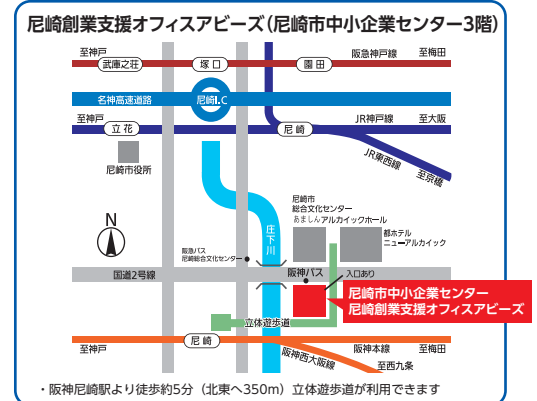 尼崎創業支援オフィスアビーズ(尼崎市中小企業センター3階)
至神戸
阪急神戸線
至梅田
武庫之荘
塚口
園田
名神高速道路
尼崎I.C
至神戸
JR神戸線
至大阪
立花
尼崎
JR東西線
至京橋
尼崎市役所
尼崎市
総合文化センター
あましんアルカイックホール
N
庄下川
都ホテル
ニューアルカイック
阪急バス
尼崎総合文化センター
国道2号線
阪神バス
入口あり
尼崎市中小企業センター
尼崎創業支援オフィスアビーズ
立体遊歩道
尼崎
至神戸
阪神西大阪線
阪神本線
至梅田
至西九条
・阪神尼崎駅より徒歩約5分(北東へ350m)立体遊歩道が利用できます